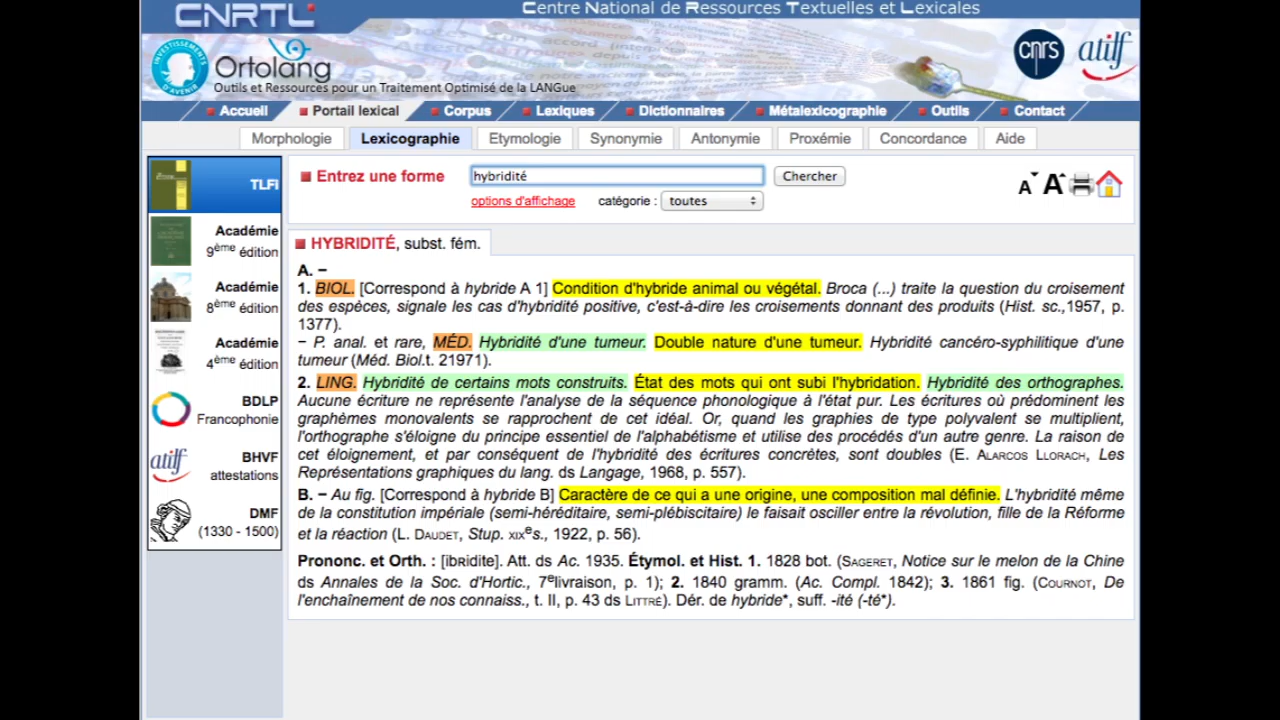 CNRTL
Centre National de Ressources Textuelles et Lexicales
INVESTISSEMENTS D'AVENIR
Ortolang
Outils et Ressources pour un Traitement Optimisé de la LANGue
cnrs
atilf
Accueil
Portail lexical
Corpus
Lexiques
Dictionnaires
Métalexicographie
Outils
Contact
Morphologie
Lexicographie
Etymologie
Synonymie
Antonymie
Proxémie
Concordance
Aide
TLFi
Académie
9ème édition
Académie
8ème édition
Académie
4ème édition
BDLP
Francophonie
atilf
BHVF
attestations
DMF
(1330 - 1500)
Entrez une forme
hybridité
Chercher
options d'affichage
catégorie :
toutes
A A
HYBRIDITÉ, subst. fém.
A. −
1. BIOL. [Correspond à hybride A 1] Condition d'hybride animal ou végétal. Broca (...) traite la question du croisement
des espèces, signale les cas d'hybridité positive, c'est-à-dire les croisements donnant des produits (Hist. sc.,1957, p.
1377).
− P. anal. et rare, MÉD. Hybridité d'une tumeur. Double nature d'une tumeur. Hybridité cancéro-syphilitique d'une
tumeur (Méd. Biol.t. 21971).
2. LING. Hybridité de certains mots construits. État des mots qui ont subi l'hybridation. Hybridité des orthographes.
Aucune écriture ne représente l'analyse de la séquence phonologique à l'état pur. Les écritures où prédominent les
graphèmes monovalents se rapprochent de cet idéal. Or, quand les graphies de type polyvalent se multiplient,
l'orthographe s'éloigne du principe essentiel de l'alphabétisme et utilise des procédés d'un autre genre. La raison de
cet éloignement, et par conséquent de l'hybridité des écritures concrètes, sont doubles (E. ALARCOS LLORACH, Les
Représentations graphiques du lang. ds Langage, 1968, p. 557).
B. − Au fig. [Correspond à hybride B] Caractère de ce qui a une origine, une composition mal définie. L'hybridité même
de la constitution impériale (semi-héréditaire, semi-plébiscitaire) le faisait osciller entre la révolution, fille de la Réforme
et la réaction (L. DAUDET, Stup. XIXes., 1922, p. 56).
Prononc. et Orth. : [ibʀidite]. Att. ds Ac. 1935. Étymol. et Hist. 1. 1828 bot. (SAGERET, Notice sur le melon de la Chine
ds Annales de la Soc. d'Hortic., 7elivraison, p. 1); 2. 1840 gramm. (Ac. Compl. 1842); 3. 1861 fig. (COURNOT, De
l'enchaînement de nos connaiss., t. II, p. 43 ds LITTRÉ). Dér. de hybride*, suff. -ité (-té*).